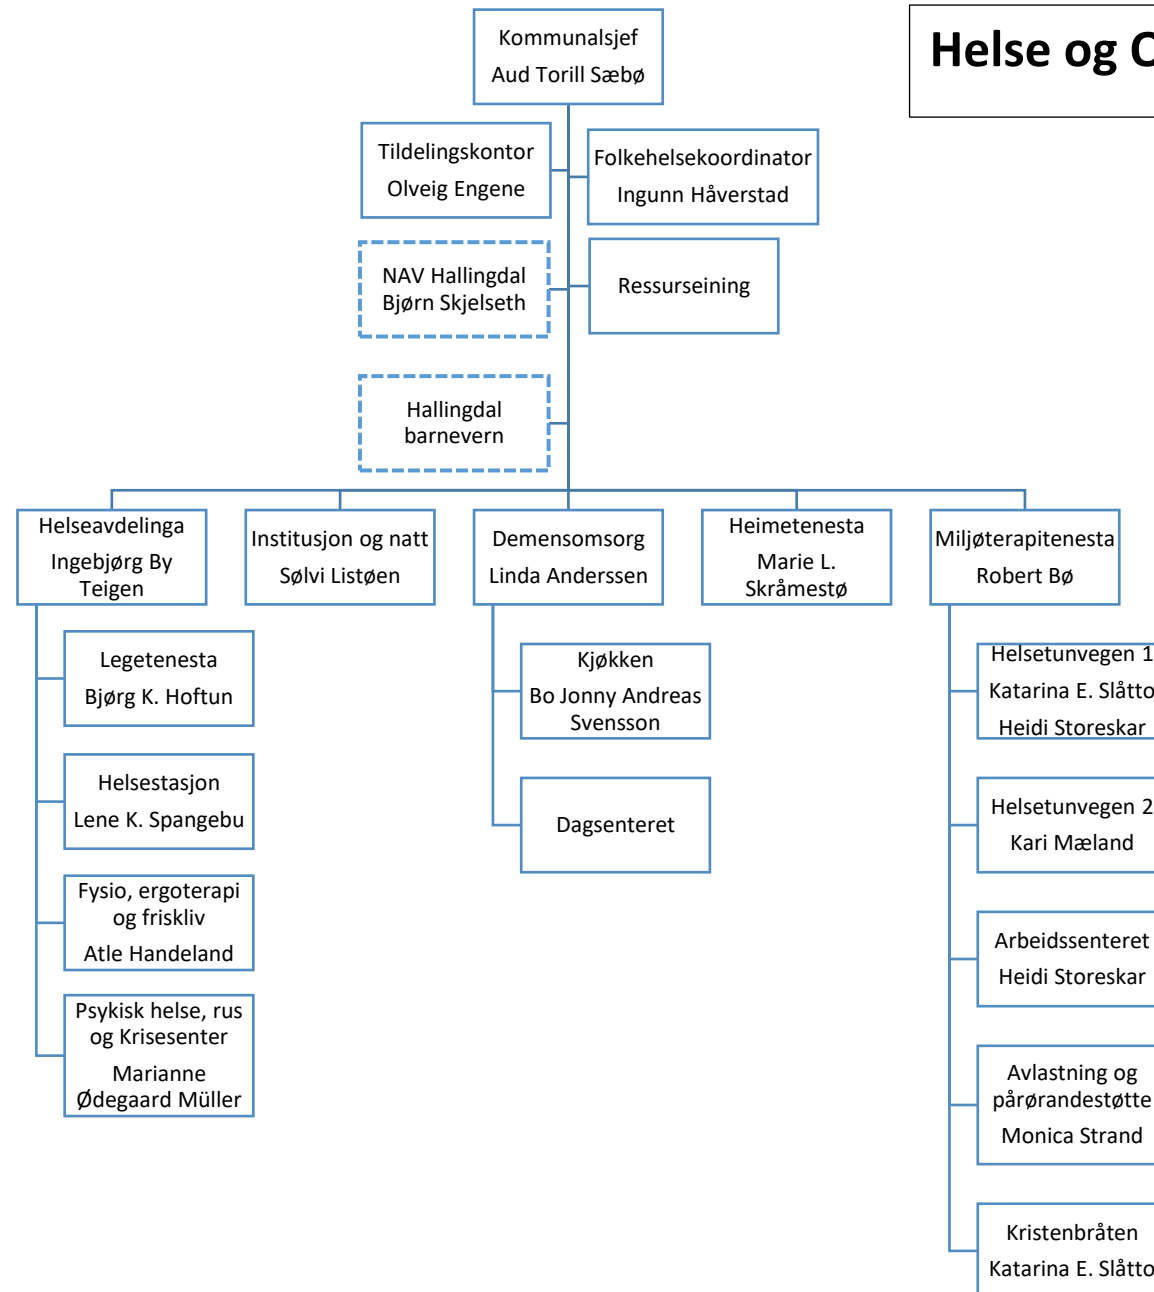 Helse og O
Kommunalsjef
Aud Torill Sæbø
Tildelingskontor
Olveig Engene
Folkehelsekoordinator
Ingunn Håverstad
NAV Hallingdal
Bjørn Skjelseth
Ressurseining
Hallingdal
barnevern
Helseavdelinga
Ingebjørg By
Teigen
Institusjon og natt
Sølvi Listøen
Demensomsorg
Linda Anderssen
Heimetenesta
Marie L.
Skråmestø
Miljøterapitenesta
Robert Bø
Legetenesta
Bjørg K. Hoftun
Helsestasjon
Lene K. Spangebu
Fysio, ergoterapi
og friskliv
Atle Handeland
Psykisk helse, rus
og Krisesenter
Marianne
Ødegaard Müller
Kjøkken
Bo Jonny Andreas
Svensson
Dagsenteret
Helsetunvegen 1
Katarina E. Slåtto
Heidi Storeskar
Helsetunvegen 2
Kari Mæland
Arbeidssenteret
Heidi Storeskar
Avlastning og
pårørandestøtte
Monica Strand
Kristenbråten
Katarina E. Slåtto